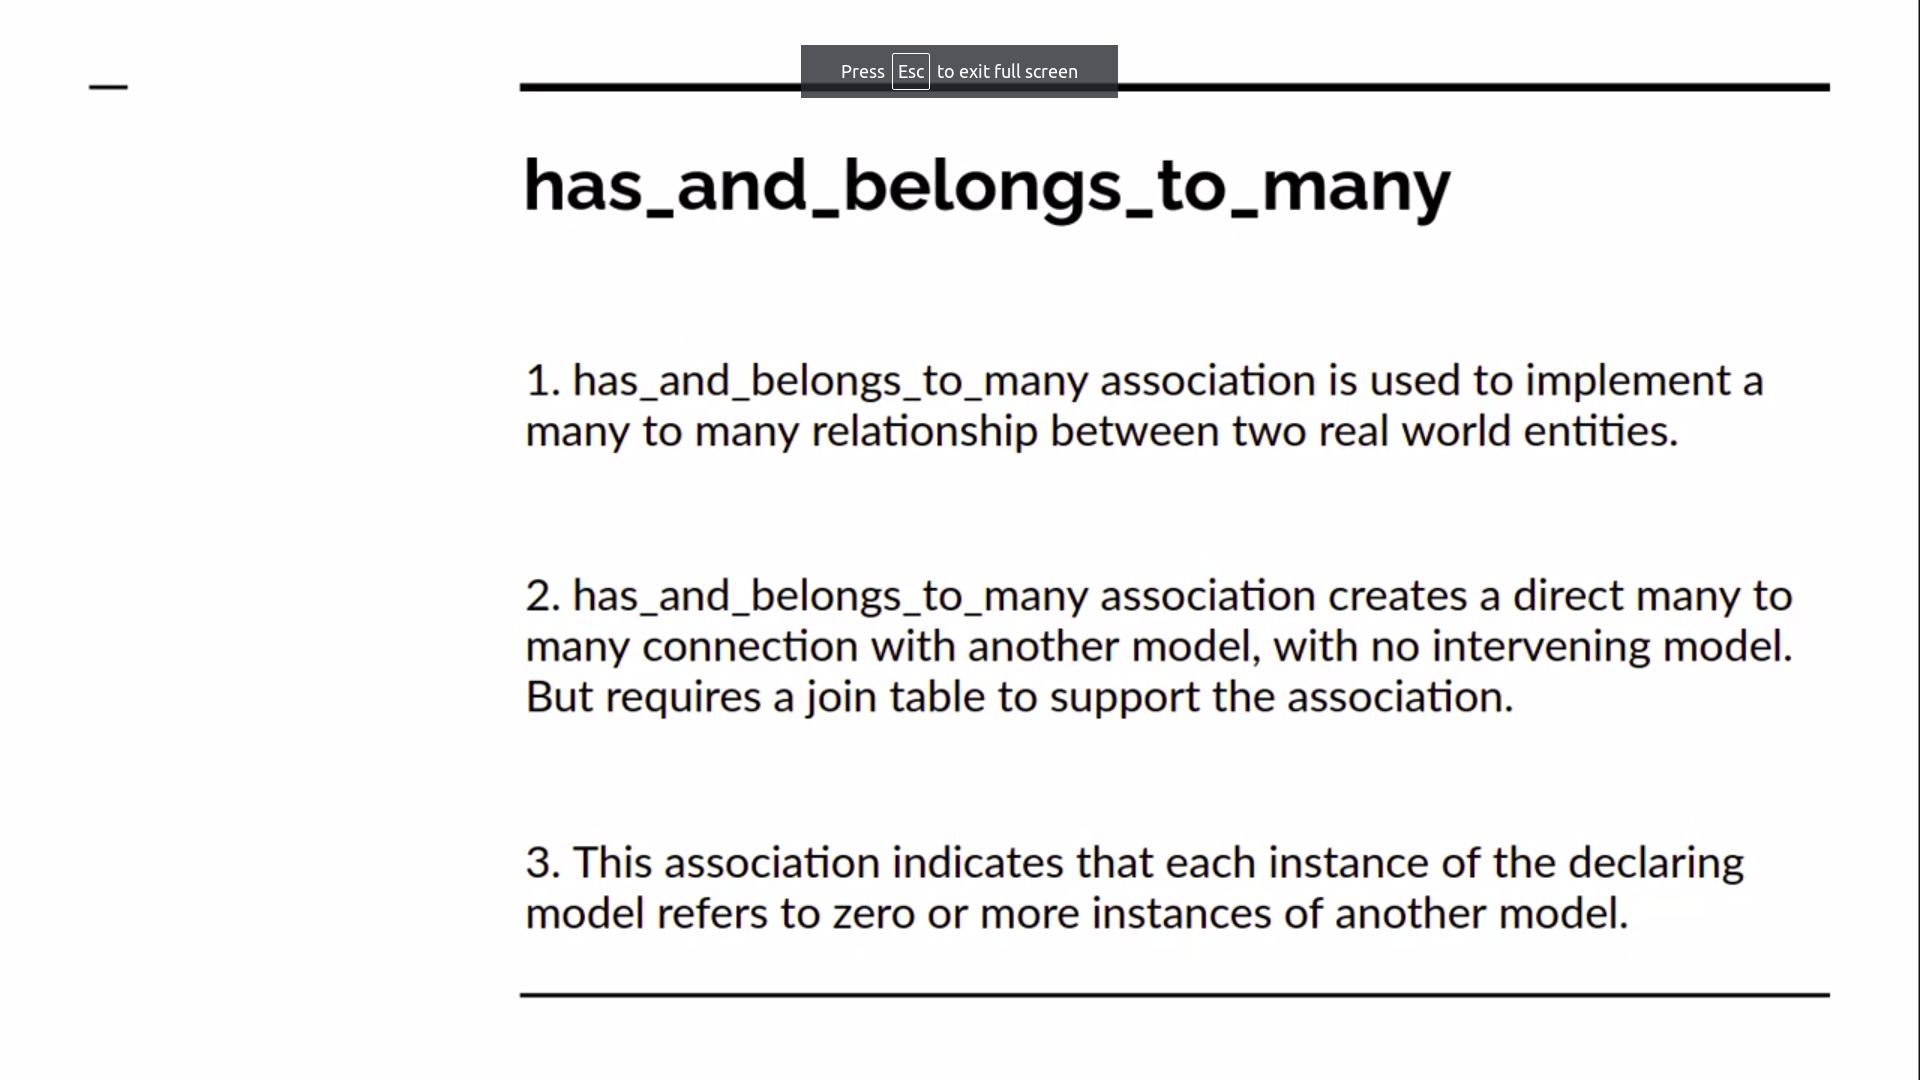 Press Esc to exit full screen
has_and_belongs_to_many
1. has_and_belongs_to_many association is used to implement a
many to many relationship between two real world entities.
2. has_and_belongs_to_many association creates a direct many to
many connection with another model, with no intervening model.
But requires a join table to support the association.
3. This association indicates that each instance of the declaring
model refers to zero or more instances of another model.